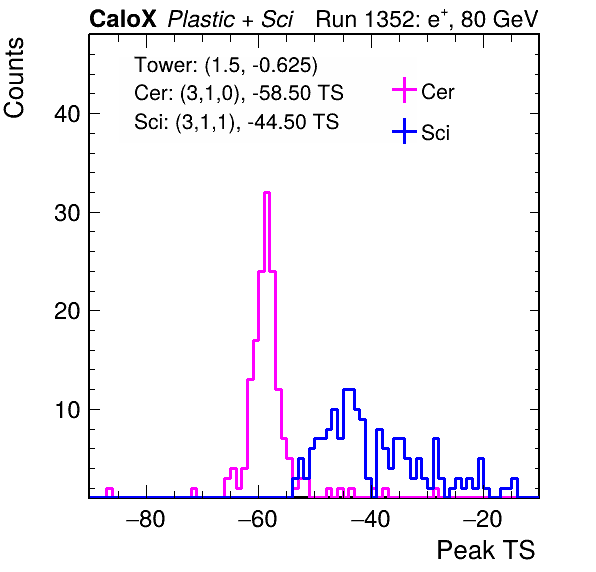 CaloX Plastic + Sci Run 1352: e⁺, 80 GeV
Tower: (1.5, -0.625)
Cer: (3,1,0), -58.50 TS
Sci: (3,1,1), -44.50 TS
Cer
Sci
Counts
40
30
20
10
−80 −60 −40 −20
Peak TS